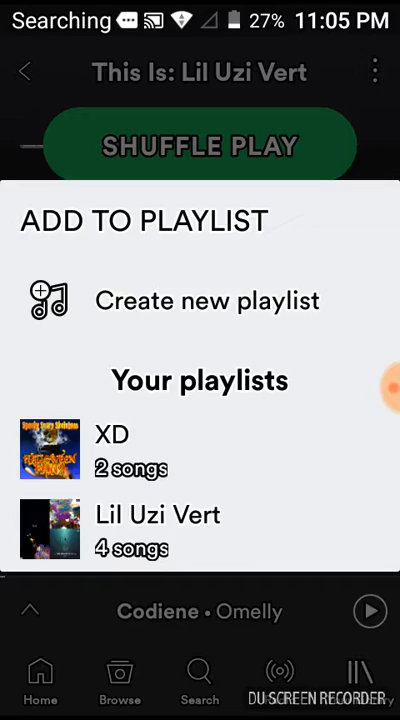 Searching 27% 11:05 PM
This Is: Lil Uzi Vert
SHUFFLE PLAY
ADD TO PLAYLIST
Create new playlist
Your playlists
XD
2 songs
Lil Uzi Vert
4 songs
Codiene • Omelly
Home Browse Search
DU SCREEN RECORDER